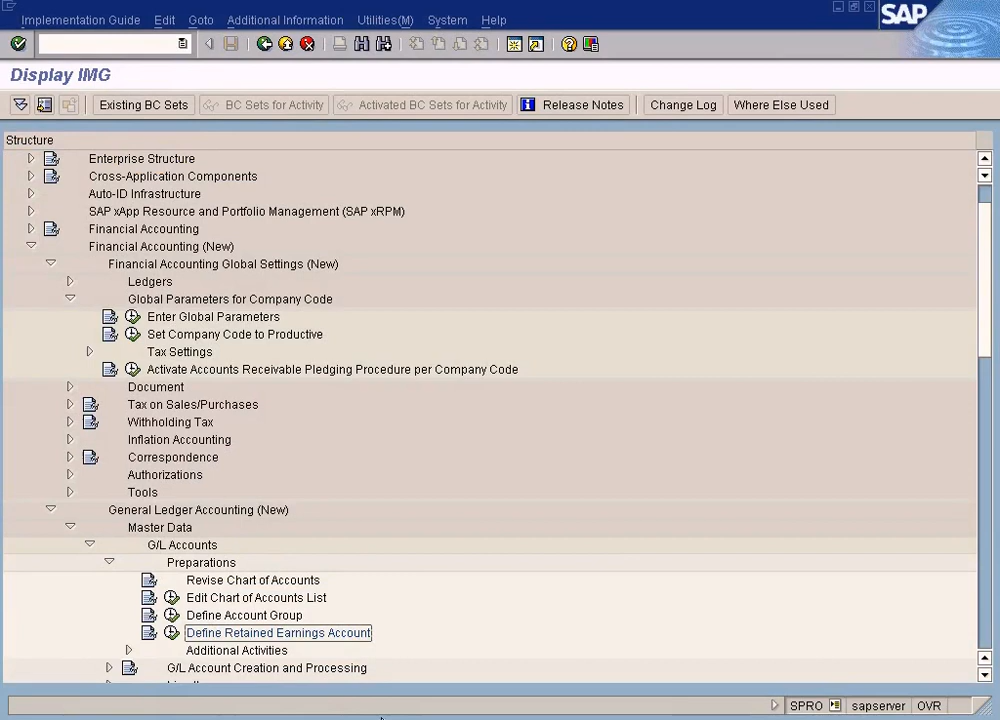 Implementation Guide Edit Goto Additional Information Utilities(M) System Help
SAP
Display IMG
Existing BC Sets BC Sets for Activity Activated BC Sets for Activity Release Notes Change Log Where Else Used
Structure
Enterprise Structure
Cross-Application Components
Auto-ID Infrastructure
SAP xApp Resource and Portfolio Management (SAP xRPM)
Financial Accounting
Financial Accounting (New)
Financial Accounting Global Settings (New)
Ledgers
Global Parameters for Company Code
Enter Global Parameters
Set Company Code to Productive
Tax Settings
Activate Accounts Receivable Pledging Procedure per Company Code
Document
Tax on Sales/Purchases
Withholding Tax
Inflation Accounting
Correspondence
Authorizations
Tools
General Ledger Accounting (New)
Master Data
G/L Accounts
Preparations
Revise Chart of Accounts
Edit Chart of Accounts List
Define Account Group
Define Retained Earnings Account
Additional Activities
G/L Account Creation and Processing
SPRO sapserver OVR